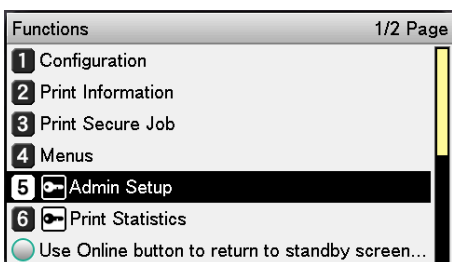 Functions 1/2 Page
1 Configuration
2 Print Information
3 Print Secure Job
4 Menus
5 Admin Setup
6 Print Statistics
Use Online button to return to standby screen...